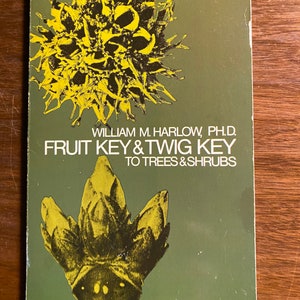 WILLIAM M. HARLOW, PH.D.
FRUIT KEY & TWIG KEY
TO TREES & SHRUBS